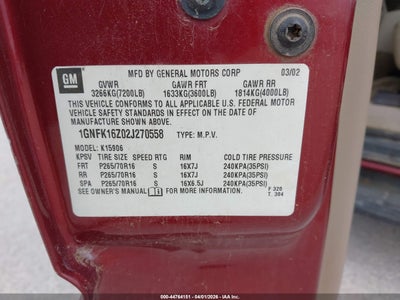 GM
MFD BY GENERAL MOTORS CORP 03/02
GVWR GAWR FRT GAWR RR
3266KG(7200LB) 1633KG(3600LB) 1814KG(4000LB)
THIS VEHICLE CONFORMS TO ALL APPLICABLE U.S. FEDERAL MOTOR
VEHICLE SAFETY STANDARDS IN EFFECT ON THE DATE OF
MANUFACTURE SHOWN ABOVE.
1GNFK16Z02J270558 TYPE: M.P.V.
MODEL: K15906
KPSV TIRE SIZE SPEED RTG RIM COLD TIRE PRESSURE
FRT P265/70R16 S 16X7J 240KPA(35PSI)
RR P265/70R16 S 16X7J 240KPA(35PSI)
SPA P265/70R16 S 16X6.5J 240KPA(35PSI)
SEE OWNER'S MANUAL FOR MORE INFORMATION.
F 320
T 304
000-44764151 - 04/01/2026 - IAAI.COM